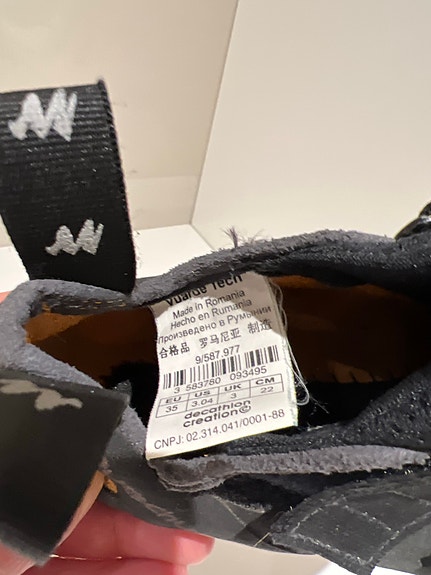 Vuarde Tech
Made in Romania
Hecho en Rumania
Произведено в Румынии
合格品 罗马尼亚 制造
9/587.977
3 583780 093495
EU US UK CM
35 3.04 3 22
decathlon
creation©
CNPJ: 02.314.041/0001-88